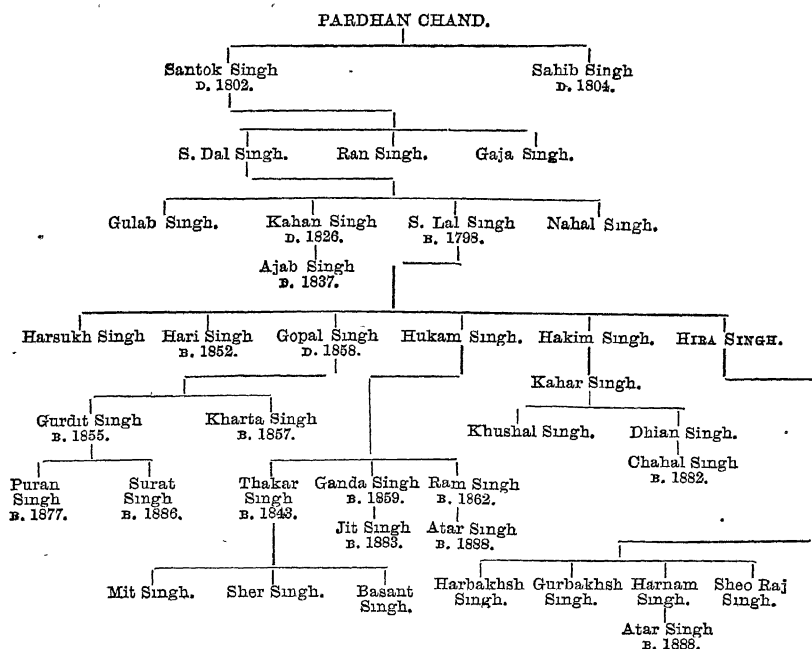 PARDHAN CHAND.
Santok Singh Sahib Singh
D. 1802. D. 1804.
S. Dal Singh. Ran Singh. Gaja Singh.
Gulab Singh. Kahan Singh S. Lal Singh Nahal Singh.
D. 1826. B. 1798.
Ajab Singh
B. 1837.
Harsukh Singh Hari Singh Gopal Singh Hukam Singh. Hakim Singh. HIRA SINGH.
B. 1852. D. 1858.
Kahar Singh.
Gurdit Singh Kharta Singh Khushal Singh. Dhian Singh.
B. 1855. B. 1857.
Chahal Singh
B. 1882.
Puran Surat Thakar Ganda Singh Ram Singh
Singh Singh Singh B. 1859. B. 1862.
B. 1877. B. 1886. B. 1843.
Jit Singh Atar Singh
B. 1883. B. 1888.
Mit Singh. Sher Singh. Basant
Singh.
Harbakhsh Gurbakhsh Harnam Sheo Raj
Singh. Singh. Singh. Singh.
Atar Singh
B. 1888.